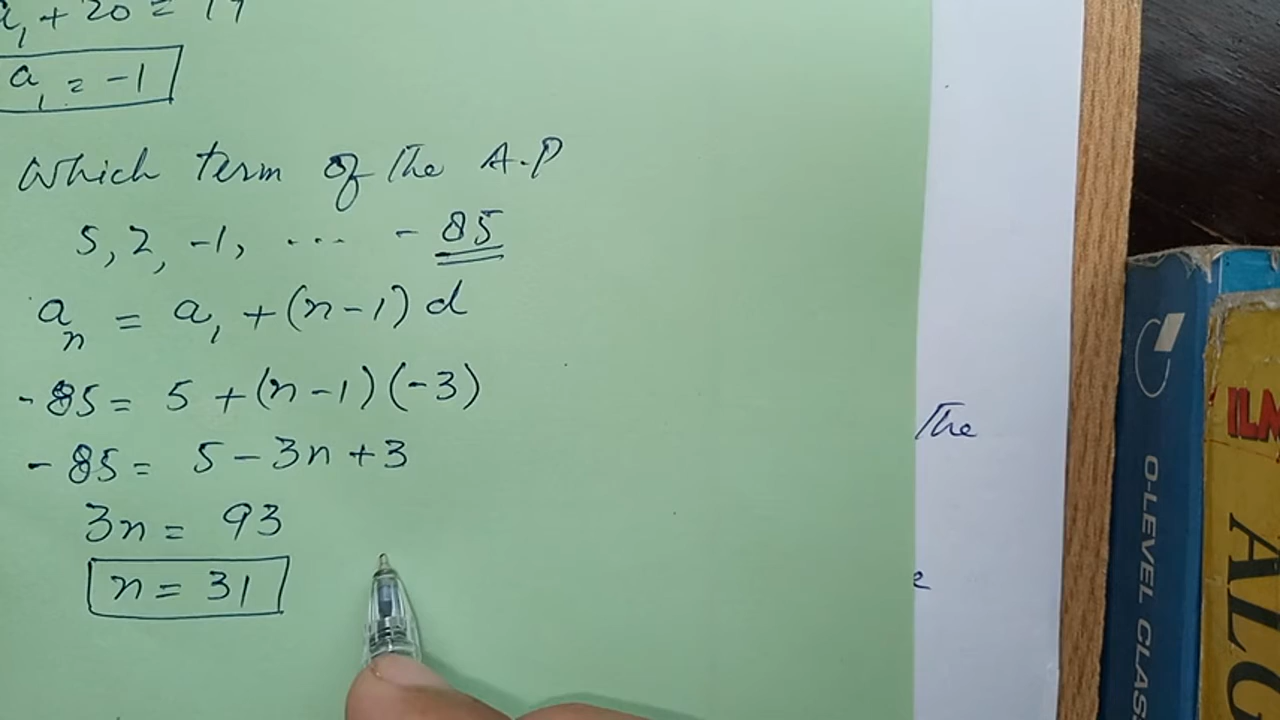 a₁ + 20 = 19
a₁ = -1
Which term of the A.P
5, 2, -1, ... - 85
aₙ = a₁ + (n-1) d
-85 = 5 + (n-1) (-3)
- 85 = 5 - 3n + 3
3n = 93
n = 31
The
O-LEVEL CLAS